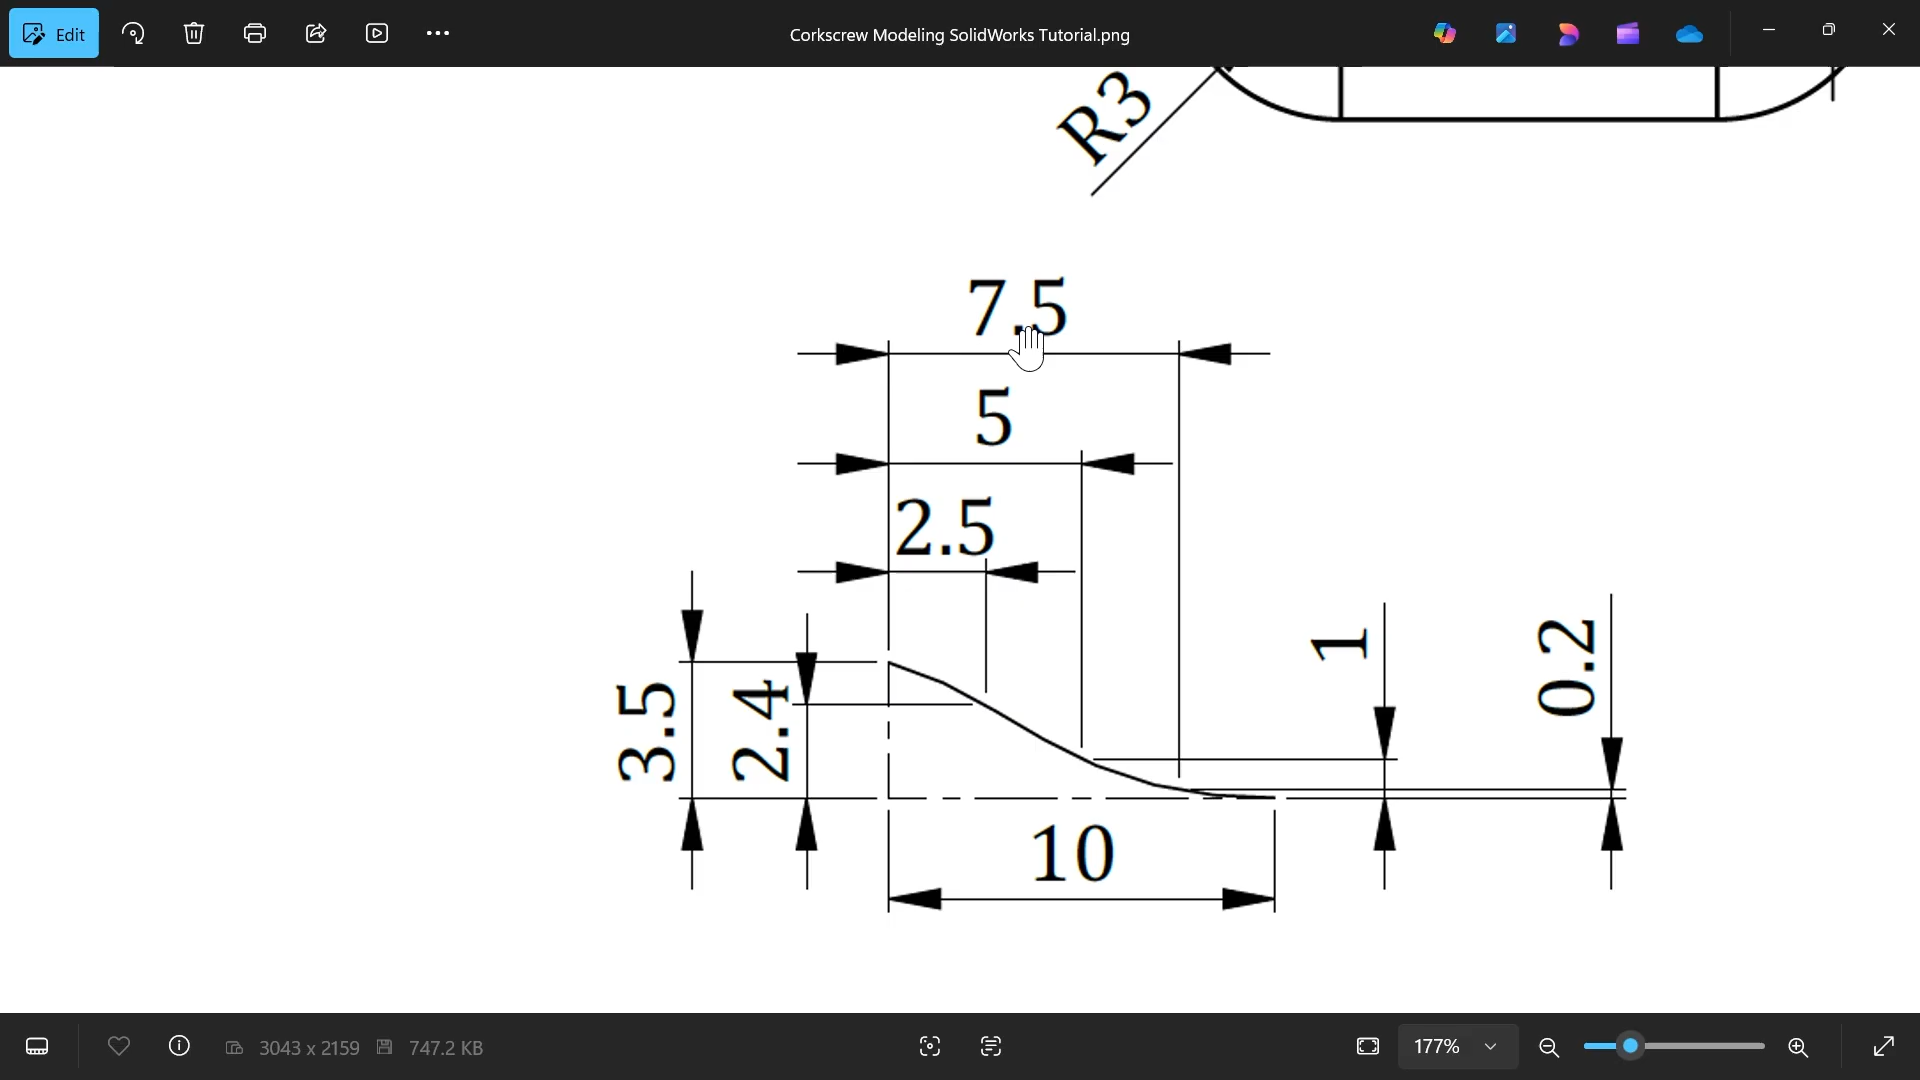 Edit
Corkscrew Modeling SolidWorks Tutorial.png
R3
7.5
5
2.5
3.5
2.4
1
0.2
10
3043 x 2159
747.2 KB
177%